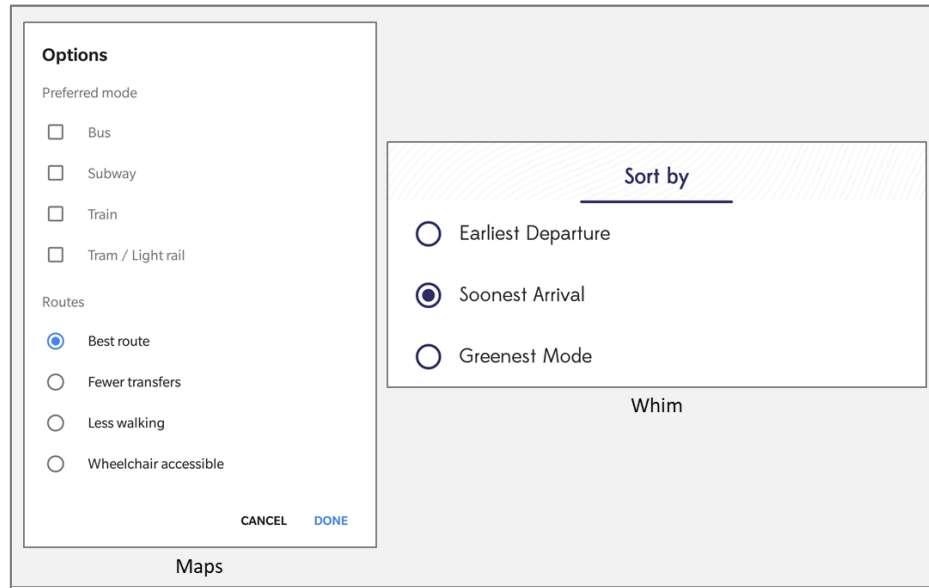 Options
Preferred mode
Bus
Subway
Train
Tram / Light rail
Routes
Best route
Fewer transfers
Less walking
Wheelchair accessible
CANCEL DONE
Maps
Sort by
Earliest Departure
Soonest Arrival
Greenest Mode
Whim